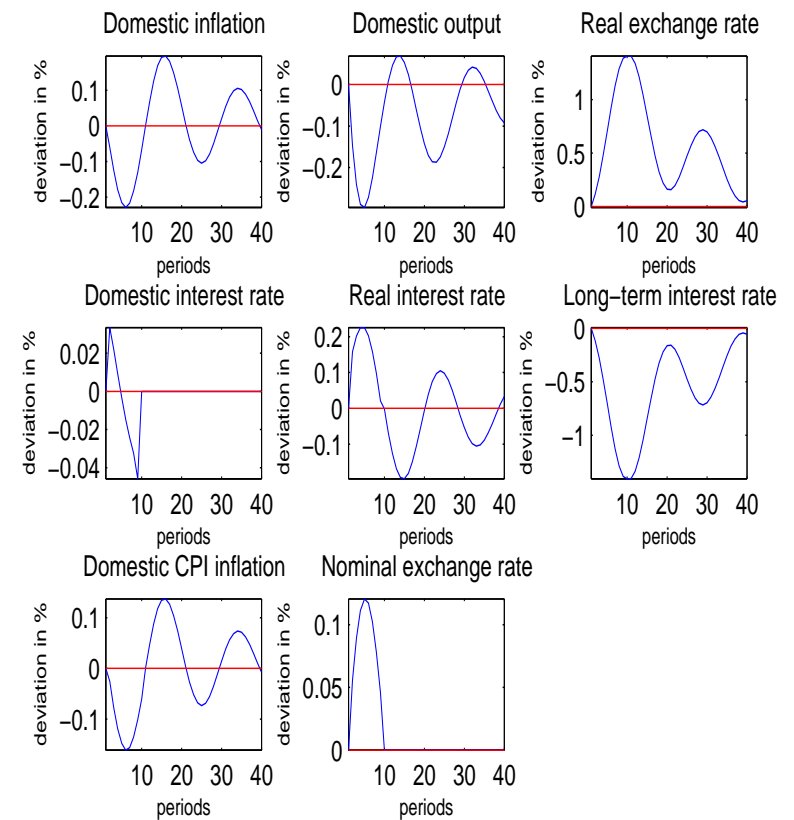 Domestic inflation
deviation in %
0.1
0
−0.1
−0.2
10 20 30 40
periods
Domestic output
deviation in %
0
−0.1
−0.2
10 20 30 40
periods
Real exchange rate
deviation in %
1
0.5
0
10 20 30 40
periods
Domestic interest rate
deviation in %
0.02
0
−0.02
−0.04
10 20 30 40
periods
Real interest rate
deviation in %
0.2
0.1
0
−0.1
10 20 30 40
periods
Long−term interest rate
deviation in %
0
−0.5
−1
10 20 30 40
periods
Domestic CPI inflation
deviation in %
0.1
0
−0.1
10 20 30 40
periods
Nominal exchange rate
deviation in %
0.1
0.05
0
10 20 30 40
periods